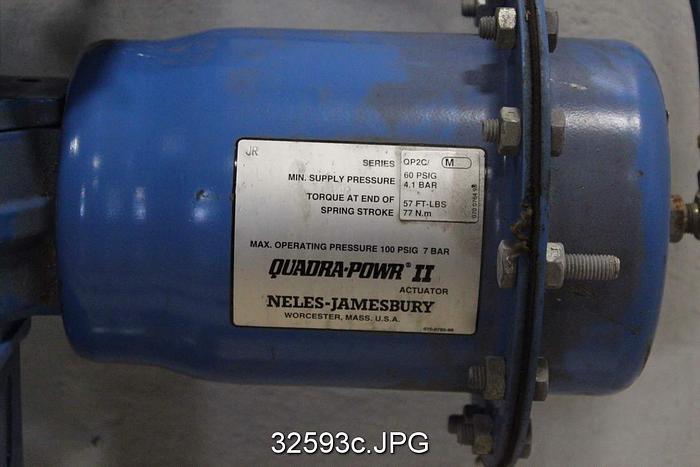 JR
SERIES QP2C/ M
MIN. SUPPLY PRESSURE 60 PSIG
4.1 BAR
TORQUE AT END OF 57 FT-LBS
SPRING STROKE 77 N.m
MAX. OPERATING PRESSURE 100 PSIG 7 BAR
QUADRA-POWR® II
ACTUATOR
NELES-JAMESBURY
WORCESTER, MASS. U.S.A.
32593c.JPG